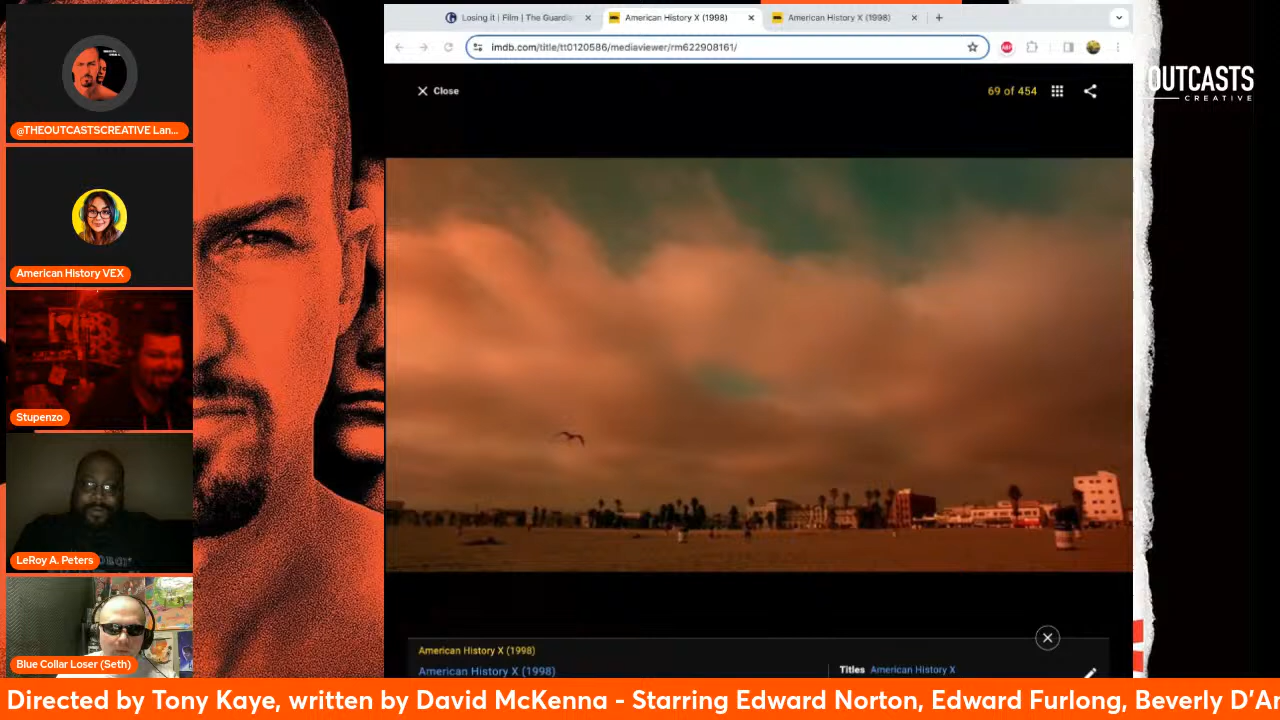 Losing it | Film | The Guardia
American History X (1998)
American History X (1998)
imdb.com/title/tt0120586/mediaviewer/rm622908161/
Close
69 of 454
OUTCASTS
CREATIVE
@THEOUTCASTSCREATIVE Lan...
American History VEX
Stupenzo
LeRoy A. Peters
Blue Collar Loser (Seth)
American History X (1998)
American History X (1998)
Titles American History X
Directed by Tony Kaye, written by David McKenna - Starring Edward Norton, Edward Furlong, Beverly D'A